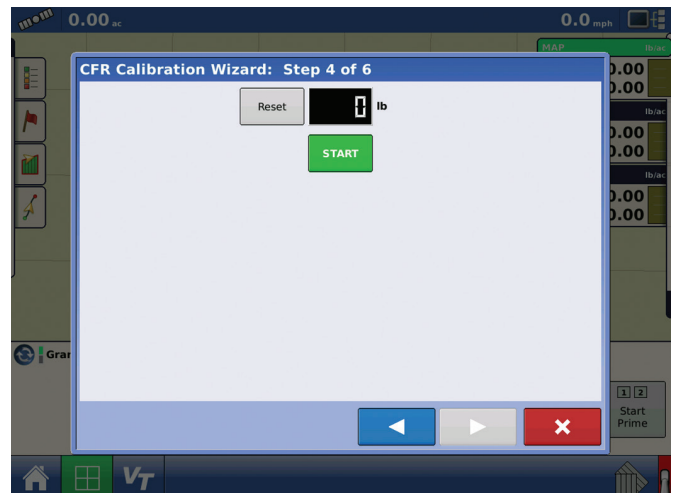 0.00 ac
0.0 mph
MAP lb/ac
CFR Calibration Wizard: Step 4 of 6
0.00
0.00
Reset
0 lb
lb/ac
START
0.00
0.00
lb/ac
0.00
0.00
Gran
1 2
Start
Prime
VT